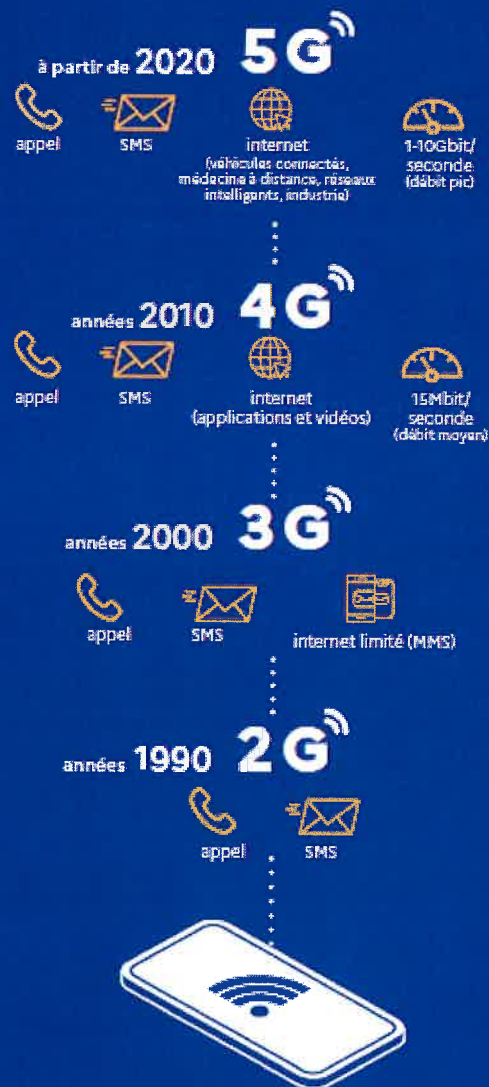 à partir de 2020 5G
appel
SMS
internet
(véhicules connectés,
médecine à distance, réseaux
intelligents, industrie)
1-10Gbit/
seconde
(débit pic)
années 2010 4G
appel
SMS
internet
(applications et vidéos)
15Mbit/
seconde
(débit moyen)
années 2000 3G
appel
SMS
internet limité (MMS)
années 1990 2G
appel
SMS